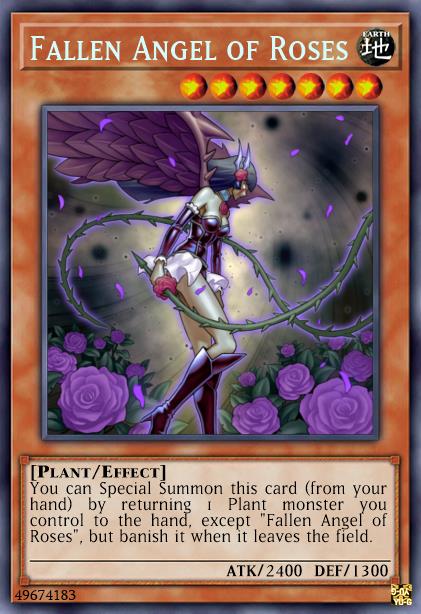 FALLEN ANGEL OF ROSES
EARTH
地
[PLANT/EFFECT]
You can Special Summon this card (from your
hand) by returning 1 Plant monster you
control to the hand, except "Fallen Angel of
Roses", but banish it when it leaves the field.
ATK/2400 DEF/1300
49674183